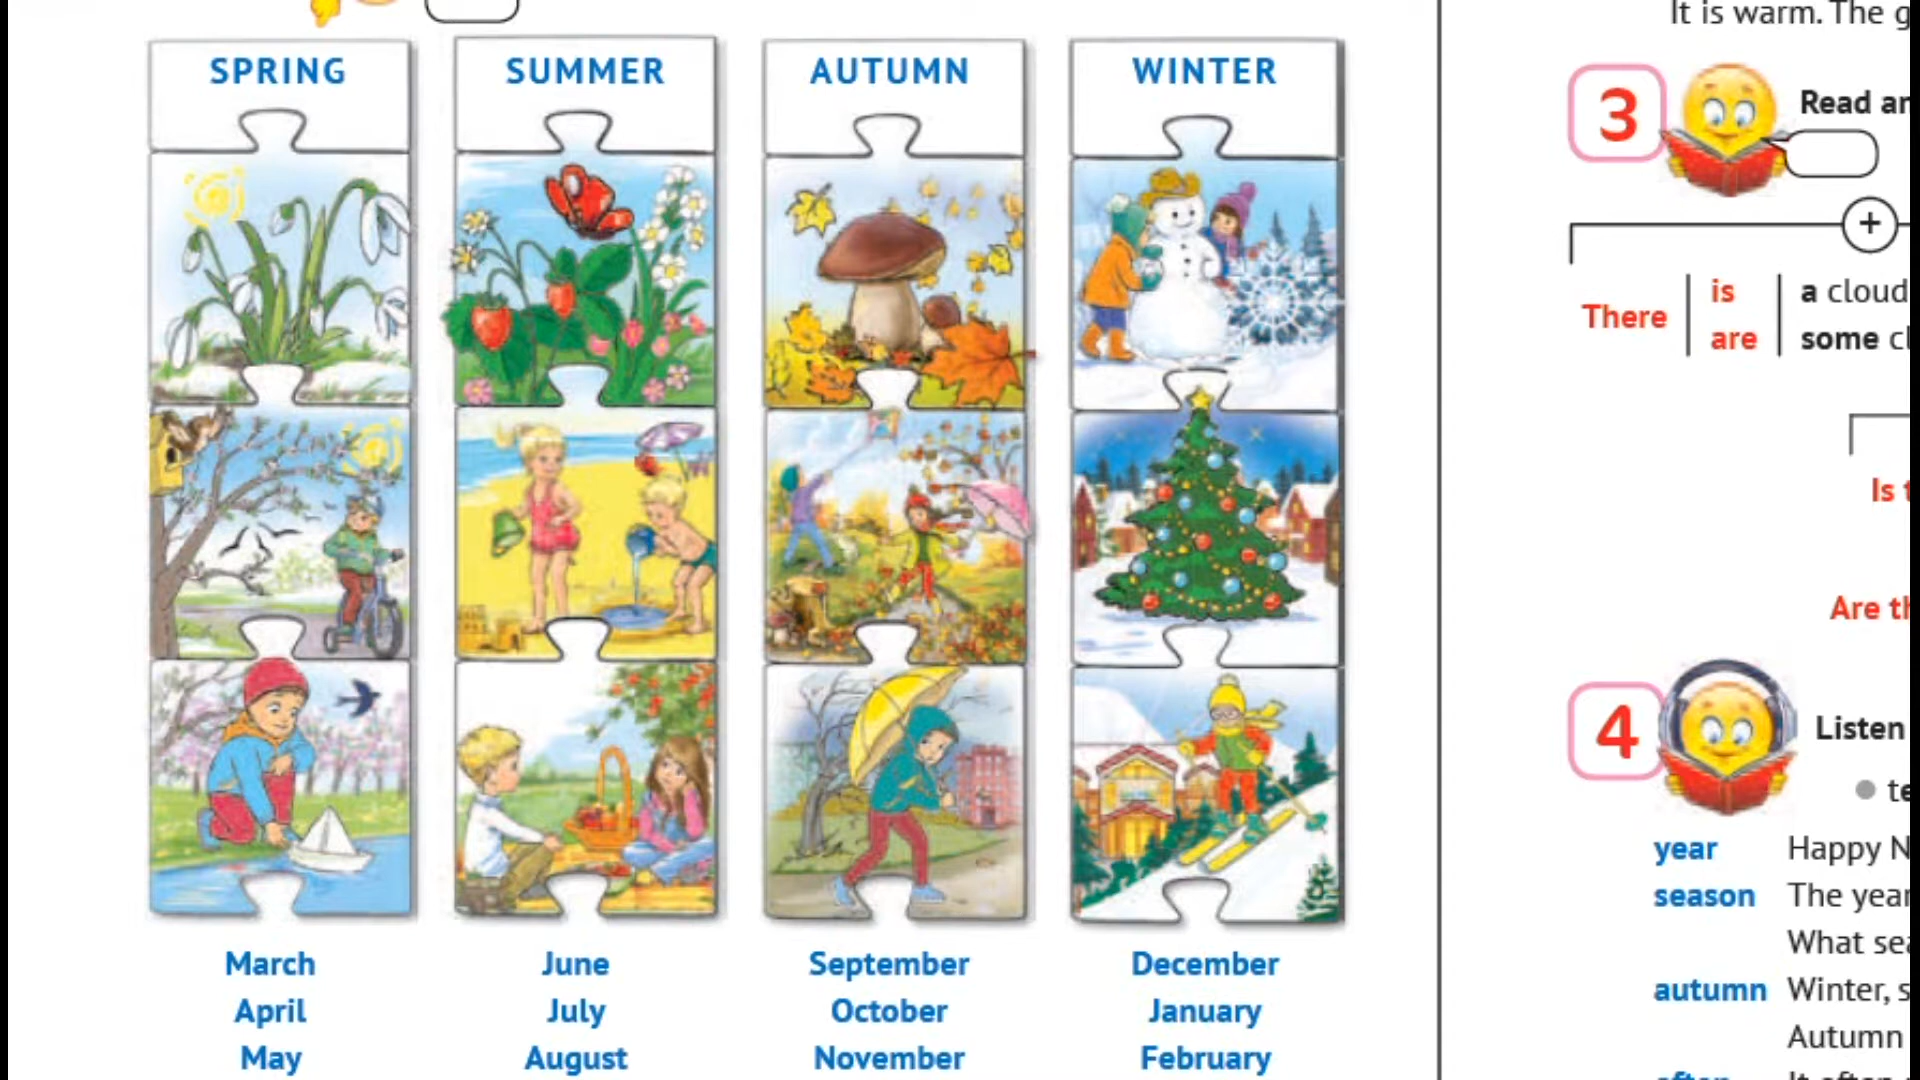 SPRING
SUMMER
AUTUMN
WINTER
March
April
May
June
July
August
September
October
November
December
January
February
It is warm. The
3
Read
+
There
is
are
a cloud
some
Is
Are
4
Listen
year
Happy
season
The year
What
autumn
Winter,
Autumn